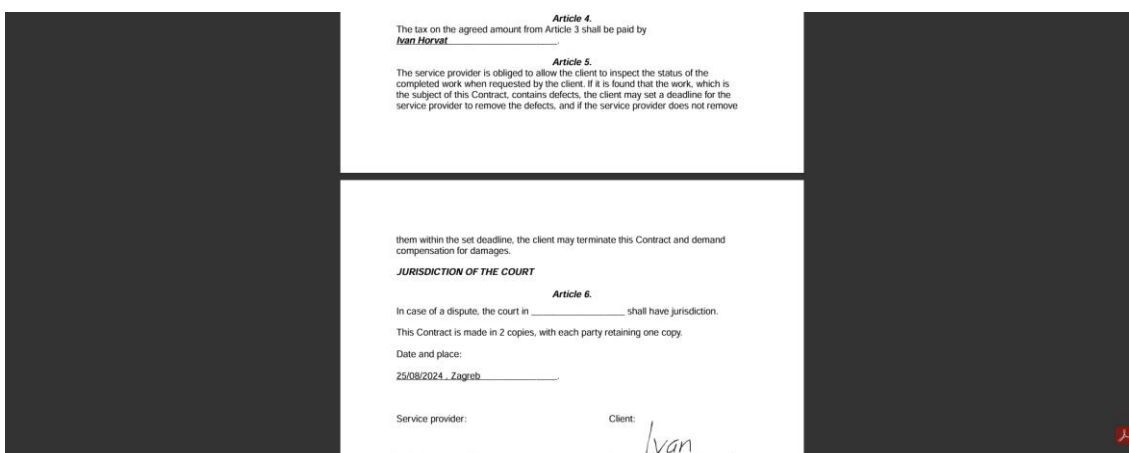 Article 4.
The tax on the agreed amount from Article 3 shall be paid by
Ivan Horvat______________________.
Article 5.
The service provider is obliged to allow the client to inspect the status of the
completed work when requested by the client. If it is found that the work, which is
the subject of this Contract, contains defects, the client may set a deadline for the
service provider to remove the defects, and if the service provider does not remove
them within the set deadline, the client may terminate this Contract and demand
compensation for damages.
JURISDICTION OF THE COURT
Article 6.
In case of a dispute, the court in ___________________ shall have jurisdiction.
This Contract is made in 2 copies, with each party retaining one copy.
Date and place:
25/08/2024 , Zagreb________________.
Service provider: Client:
Ivan